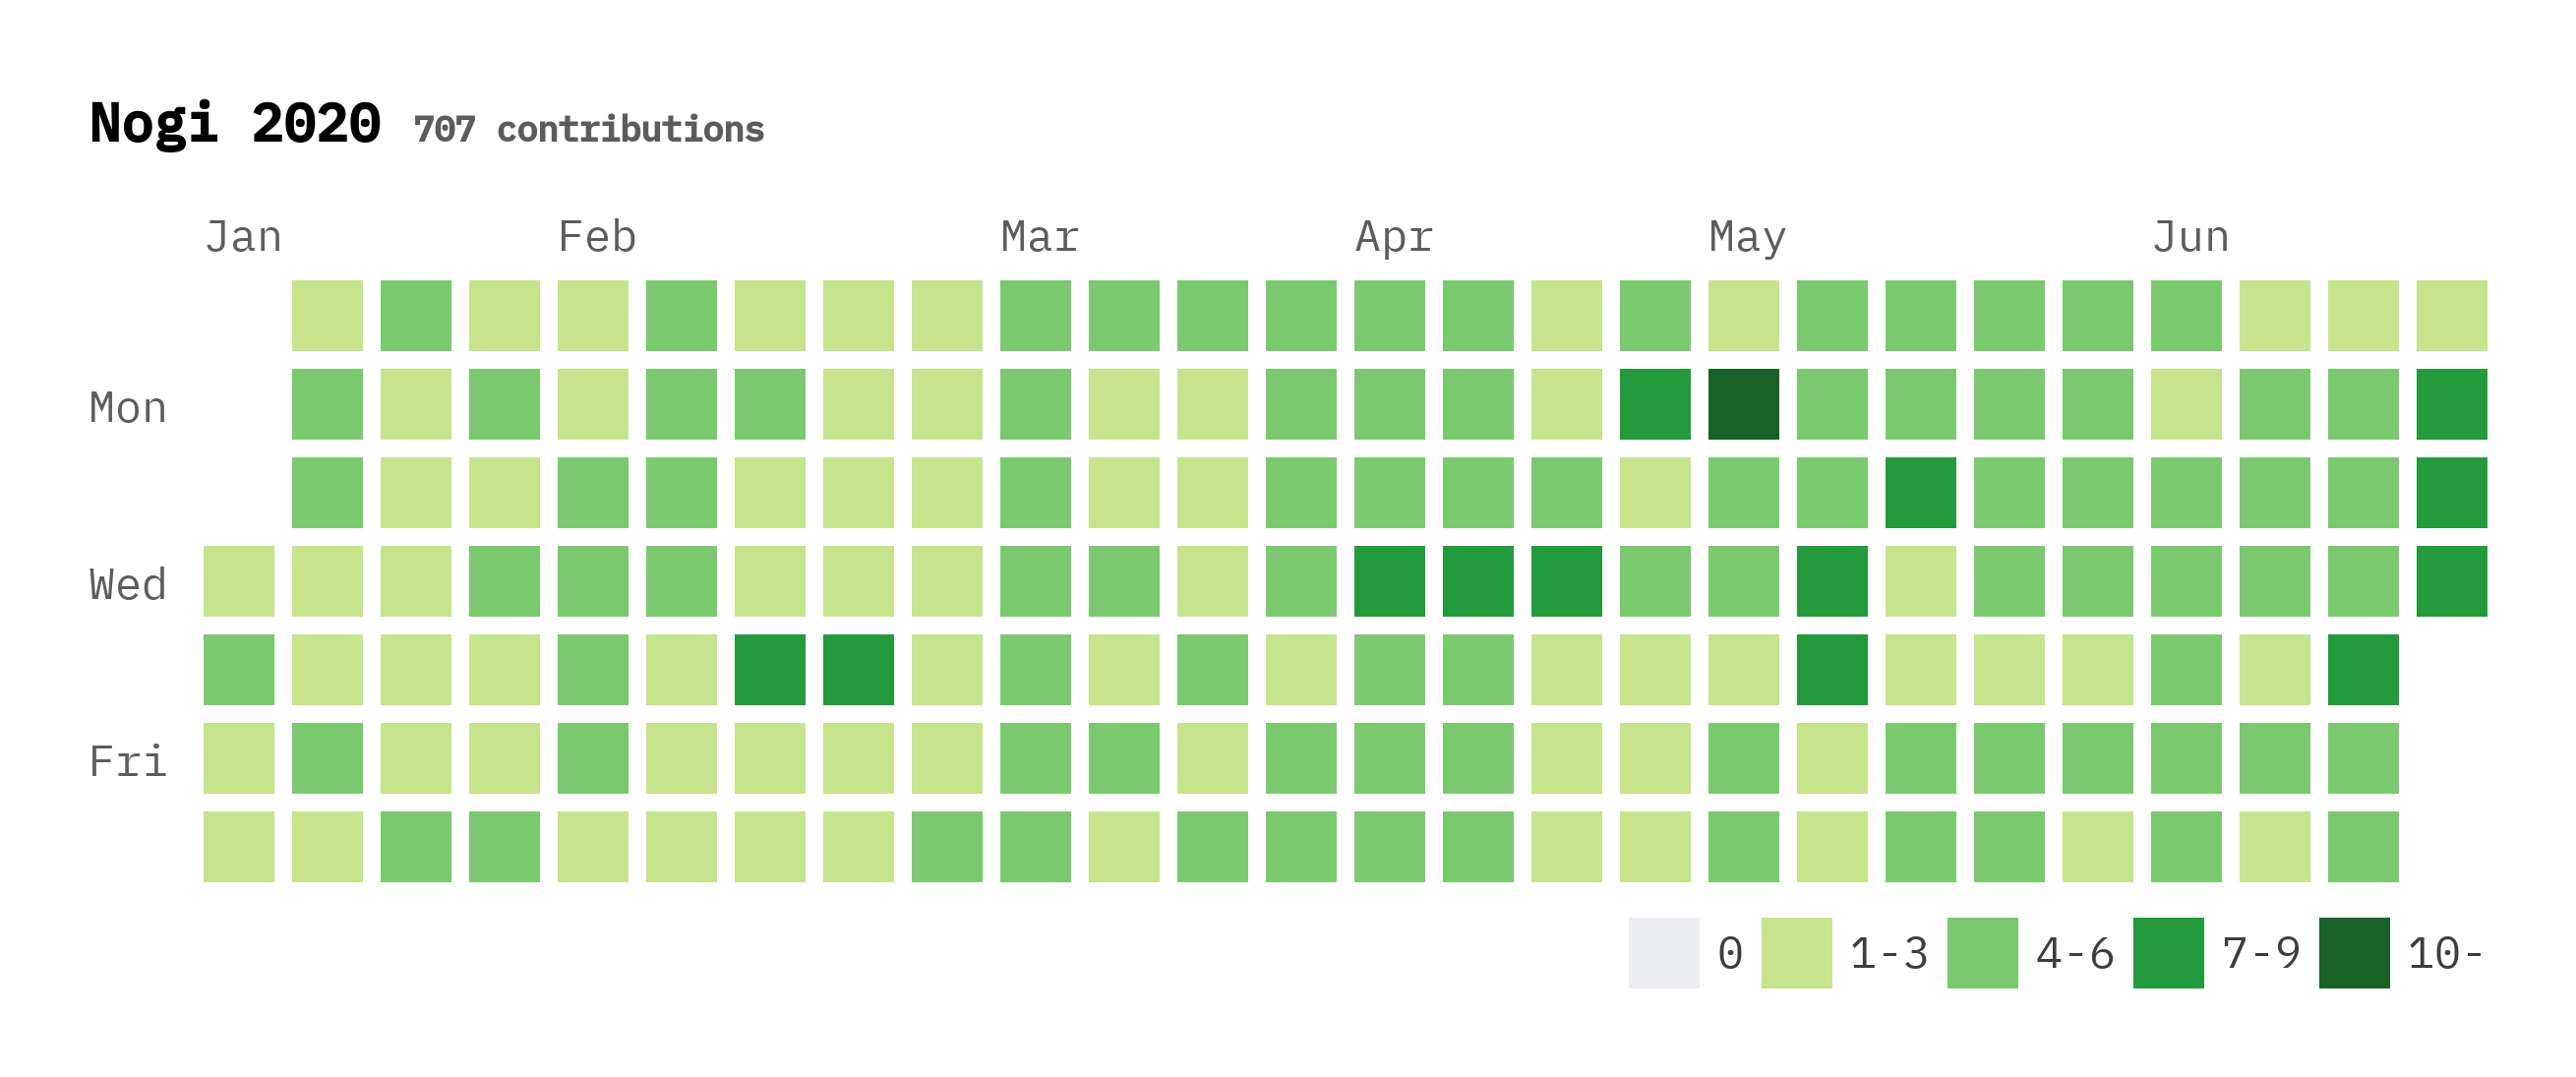 Nogi 2020 707 contributions
Jan Feb Mar Apr May Jun
Mon
Wed
Fri
0 1-3 4-6 7-9 10-